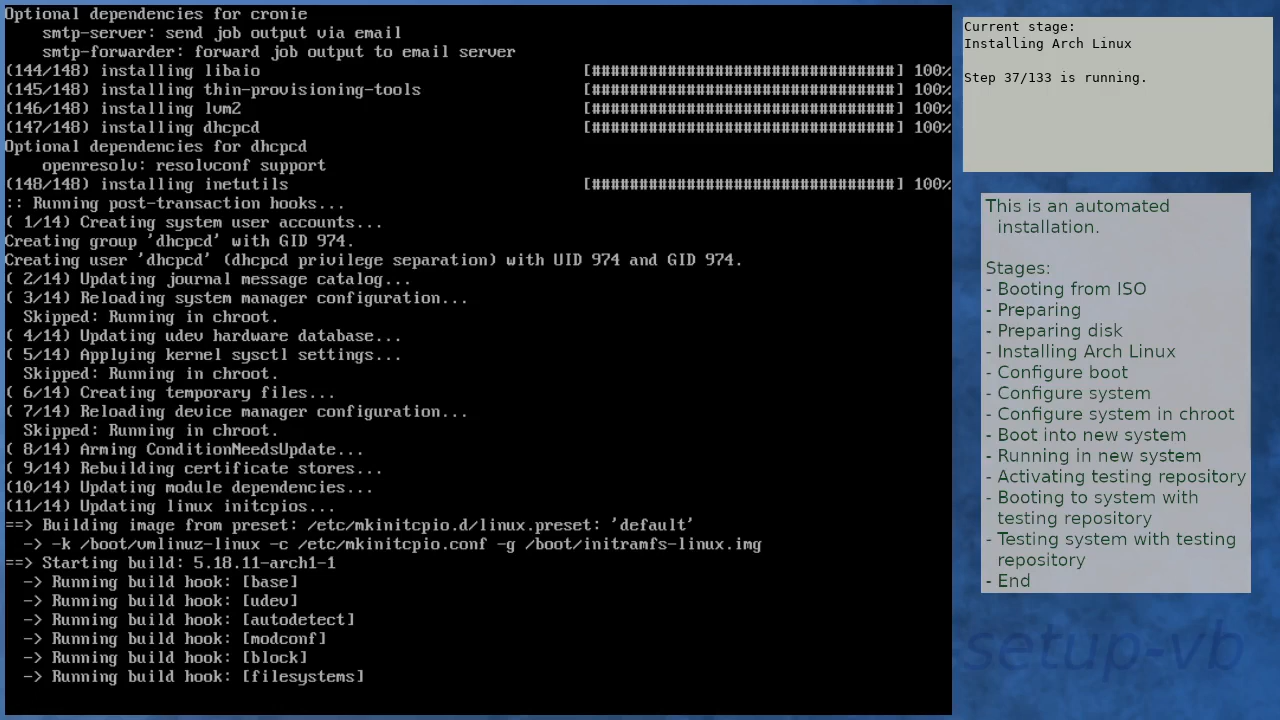 Optional dependencies for cronie
    smtp-server: send job output via email
    smtp-forwarder: forward job output to email server
(144/148) installing libaio [################################] 100%
(145/148) installing thin-provisioning-tools [################################] 100%
(146/148) installing lvm2 [################################] 100%
(147/148) installing dhcpcd [################################] 100%
Optional dependencies for dhcpcd
    openresolv: resolvconf support
(148/148) installing inetutils [################################] 100%
:: Running post-transaction hooks...
( 1/14) Creating system user accounts...
Creating group 'dhcpcd' with GID 974.
Creating user 'dhcpcd' (dhcpcd privilege separation) with UID 974 and GID 974.
( 2/14) Updating journal message catalog...
( 3/14) Reloading system manager configuration...
  Skipped: Running in chroot.
( 4/14) Updating udev hardware database...
( 5/14) Applying kernel sysctl settings...
  Skipped: Running in chroot.
( 6/14) Creating temporary files...
( 7/14) Reloading device manager configuration...
  Skipped: Running in chroot.
( 8/14) Arming ConditionNeedsUpdate...
( 9/14) Rebuilding certificate stores...
(10/14) Updating module dependencies...
(11/14) Updating linux initcpios...
==> Building image from preset: /etc/mkinitcpio.d/linux.preset: 'default'
  -> -k /boot/vmlinuz-linux -c /etc/mkinitcpio.conf -g /boot/initramfs-linux.img
==> Starting build: 5.18.11-arch1-1
  -> Running build hook: [base]
  -> Running build hook: [udev]
  -> Running build hook: [autodetect]
  -> Running build hook: [modconf]
  -> Running build hook: [block]
  -> Running build hook: [filesystems]
Current stage:
Installing Arch Linux
Step 37/133 is running.
This is an automated
installation.
Stages:
- Booting from ISO
- Preparing
- Preparing disk
- Installing Arch Linux
- Configure boot
- Configure system
- Configure system in chroot
- Boot into new system
- Running in new system
- Activating testing repository
- Booting to system with
testing repository
- Testing system with testing
repository
- End
setup-vb